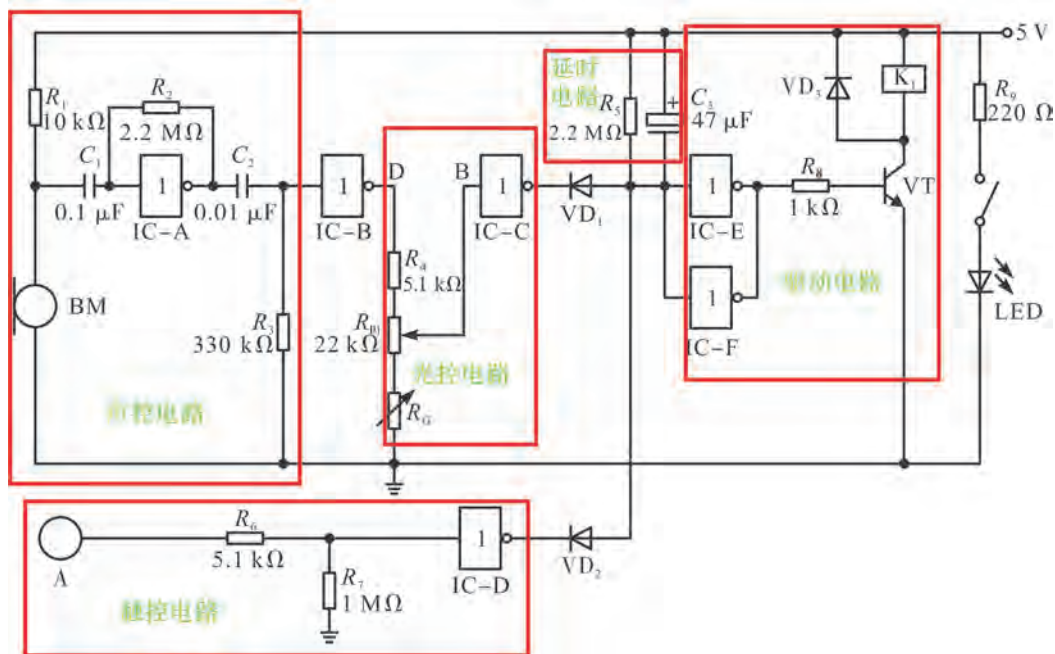 5 V
延时
电路
R₁
10 kΩ
R₂
2.2 MΩ
C₁
0.1 μF
1
IC-A
C₂
0.01 μF
1
IC-B
D
B
1
IC-C
VD₁
R₅
2.2 MΩ
C₃
47 μF
1
IC-E
1
IC-F
R₈
1 kΩ
VD₃
K₁
VT
R₉
220 Ω
LED
驱动电路
BM
R₃
330 kΩ
R₄
5.1 kΩ
22 kΩ
R_G
光控电路
声控电路
A
R₆
5.1 kΩ
R₇
1 MΩ
1
IC-D
VD₂
触控电路